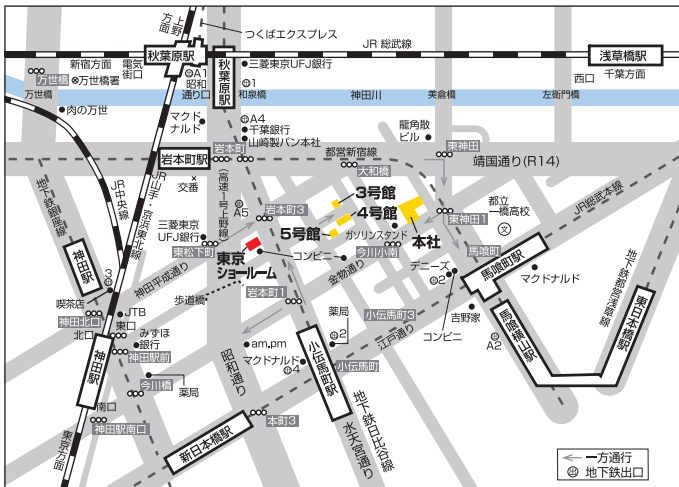 上野方面
つくばエクスプレス
JR 総武線
新宿方面
電気街口
秋葉原駅
秋葉原駅
三菱東京UFJ銀行
浅草橋駅
千葉方面
西口
万世橋
万世橋署
A1
昭和通り口
1
万世橋
和泉橋
神田川
美倉橋
左衛門橋
肉の万世
マクドナルド
A4
千葉銀行
山崎製パン本社
龍角散ビル
東神田
岩本町
都営新宿線
靖国通り(R14)
岩本町駅
大和橋
交番
(高速1号上野線)
JR中央線
JR山手・京浜東北線
地下鉄銀座線
A5
岩本町3
3号館
4号館
5号館
本社
ガソリンスタンド
東神田1
都立一橋高校
文
JR総武本線
三菱東京UFJ銀行
東松下町
東京ショールーム
コンビニ
今川小南
馬喰町
神田駅
3
神田平成通り
歩道橋
金物通り
デニーズ
2
馬喰町駅
マクドナルド
地下鉄都営浅草線
喫茶店
神田北口
北口
JTB
東口
みずほ銀行
神田駅前
岩本町1
薬局
2
小伝馬町3
江戸通り
コンビニ
吉野家
馬喰横山駅
A2
東日本橋駅
神田駅
今川橋
薬局
昭和通り
am.pm
マクドナルド
4
小伝馬町駅
小伝馬町
南口
神田駅南口
東京方面
新日本橋駅
本町3
地下鉄日比谷線
水天宮通り
一方通行
地下鉄出口